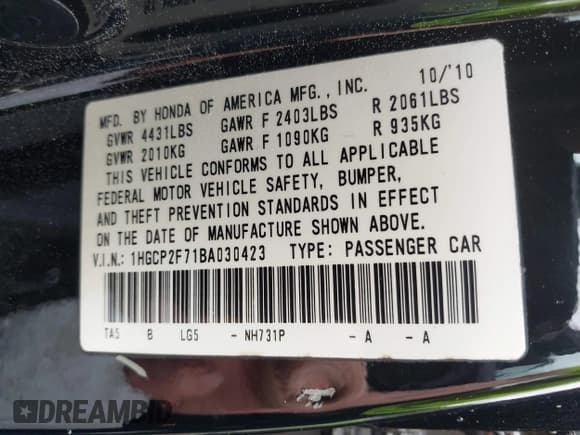 MFD. BY HONDA OF AMERICA MFG., INC. 10/'10
GVWR 4431LBS GAWR F 2403LBS R 2061LBS
GVWR 2010KG GAWR F 1090KG R 935KG
THIS VEHICLE CONFORMS TO ALL APPLICABLE
FEDERAL MOTOR VEHICLE SAFETY, BUMPER,
AND THEFT PREVENTION STANDARDS IN EFFECT
ON THE DATE OF MANUFACTURE SHOWN ABOVE.
V.I.N.: 1HGCP2F71BA030423 TYPE: PASSENGER CAR
TA5 B LG5 - NH731P - A - A
DREAMBID